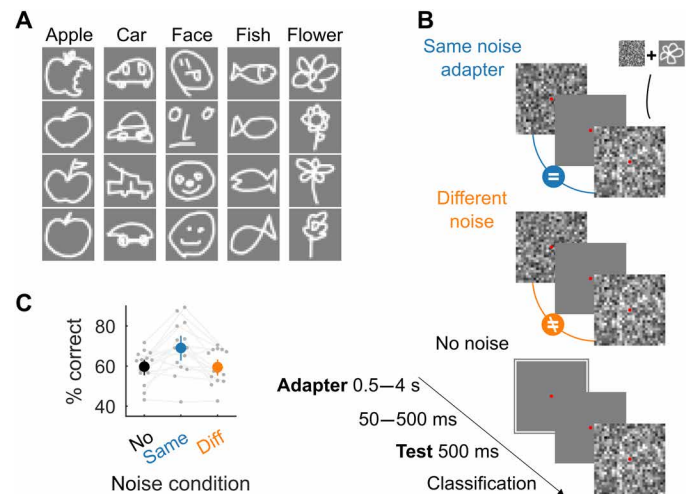 A
Apple Car Face Fish Flower
B
Same noise
adapter
+
=
Different
noise
≠
No noise
Adapter 0.5—4 s
50—500 ms
Test 500 ms
Classification
C
% correct
80
60
40
No
Same
Diff
Noise condition